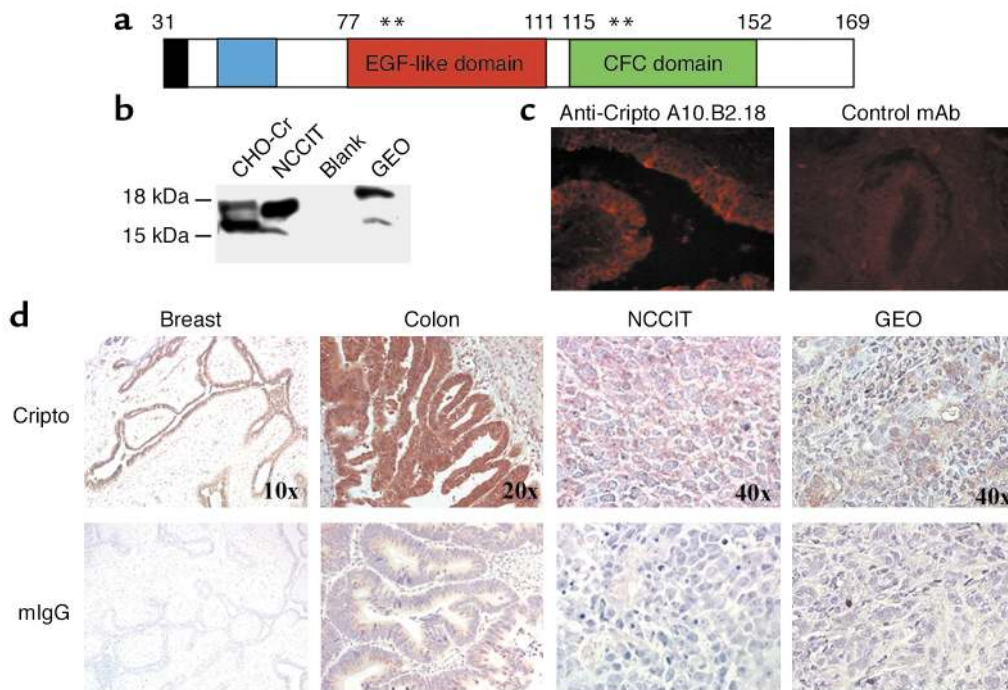 a
31 77 ** 111 115 ** 152 169
EGF-like domain CFC domain
b
CHO-Cr NCCIT Blank GEO
18 kDa
15 kDa
c
Anti-Cripto A10.B2.18 Control mAb
d
Breast Colon NCCIT GEO
Cripto
10x 20x 40x 40x
mIgG